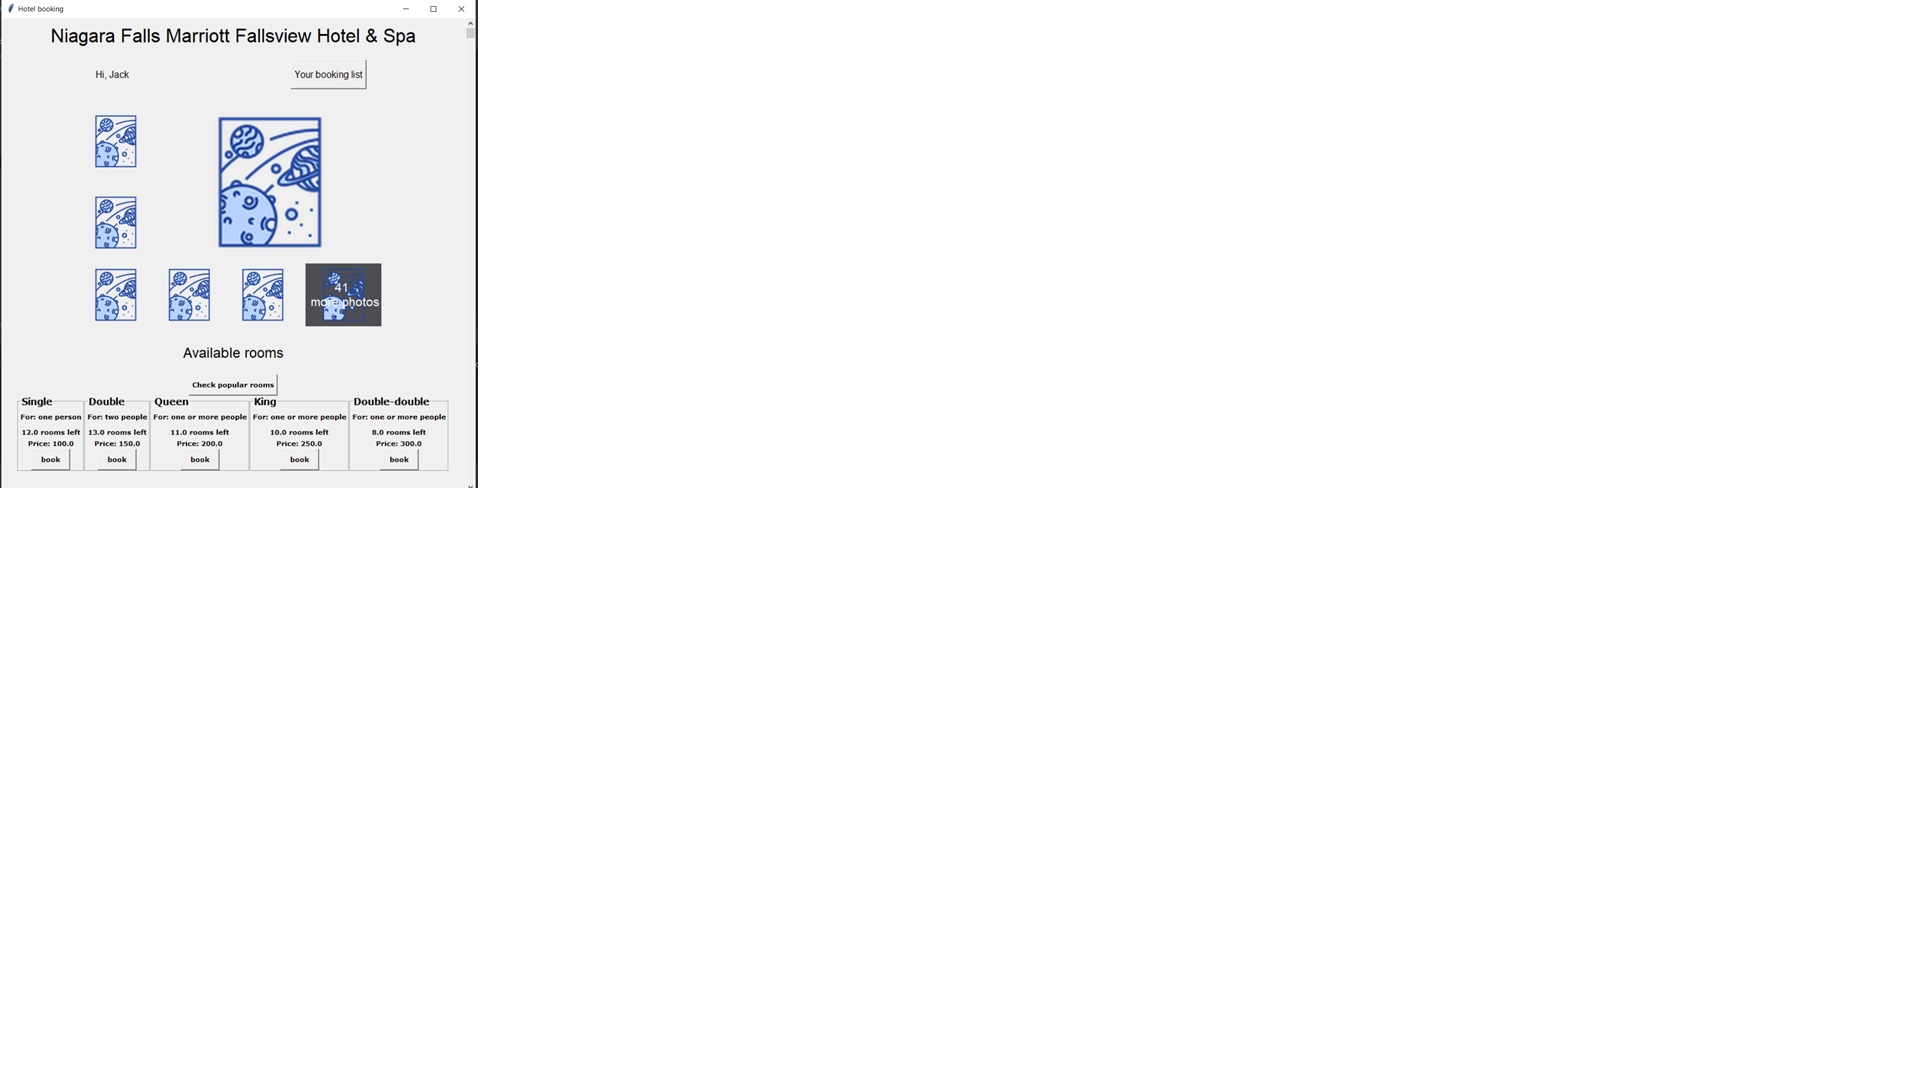 Hotel booking
Niagara Falls Marriott Fallsview Hotel & Spa
Hi, Jack
Your booking list
41
more photos
Available rooms
Check popular rooms
Single
For: one person
12.0 rooms left
Price: 100.0
book
Double
For: two people
13.0 rooms left
Price: 150.0
book
Queen
For: one or more people
11.0 rooms left
Price: 200.0
book
King
For: one or more people
10.0 rooms left
Price: 250.0
book
Double-double
For: one or more people
8.0 rooms left
Price: 300.0
book